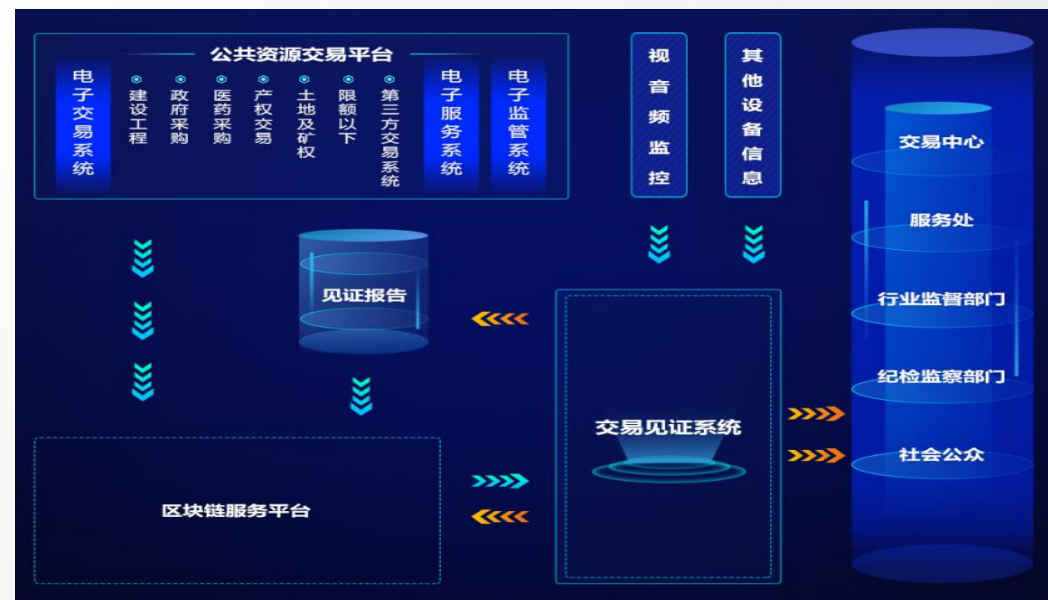 公共资源交易平台
电子交易系统
建设工程
政府采购
医药采购
产权交易
土地及矿权
限额以下
第三方交易系统
电子服务系统
电子监管系统
视音频监控
其他设备信息
交易中心
服务处
行业监督部门
纪检监察部门
社会公众
见证报告
交易见证系统
区块链服务平台